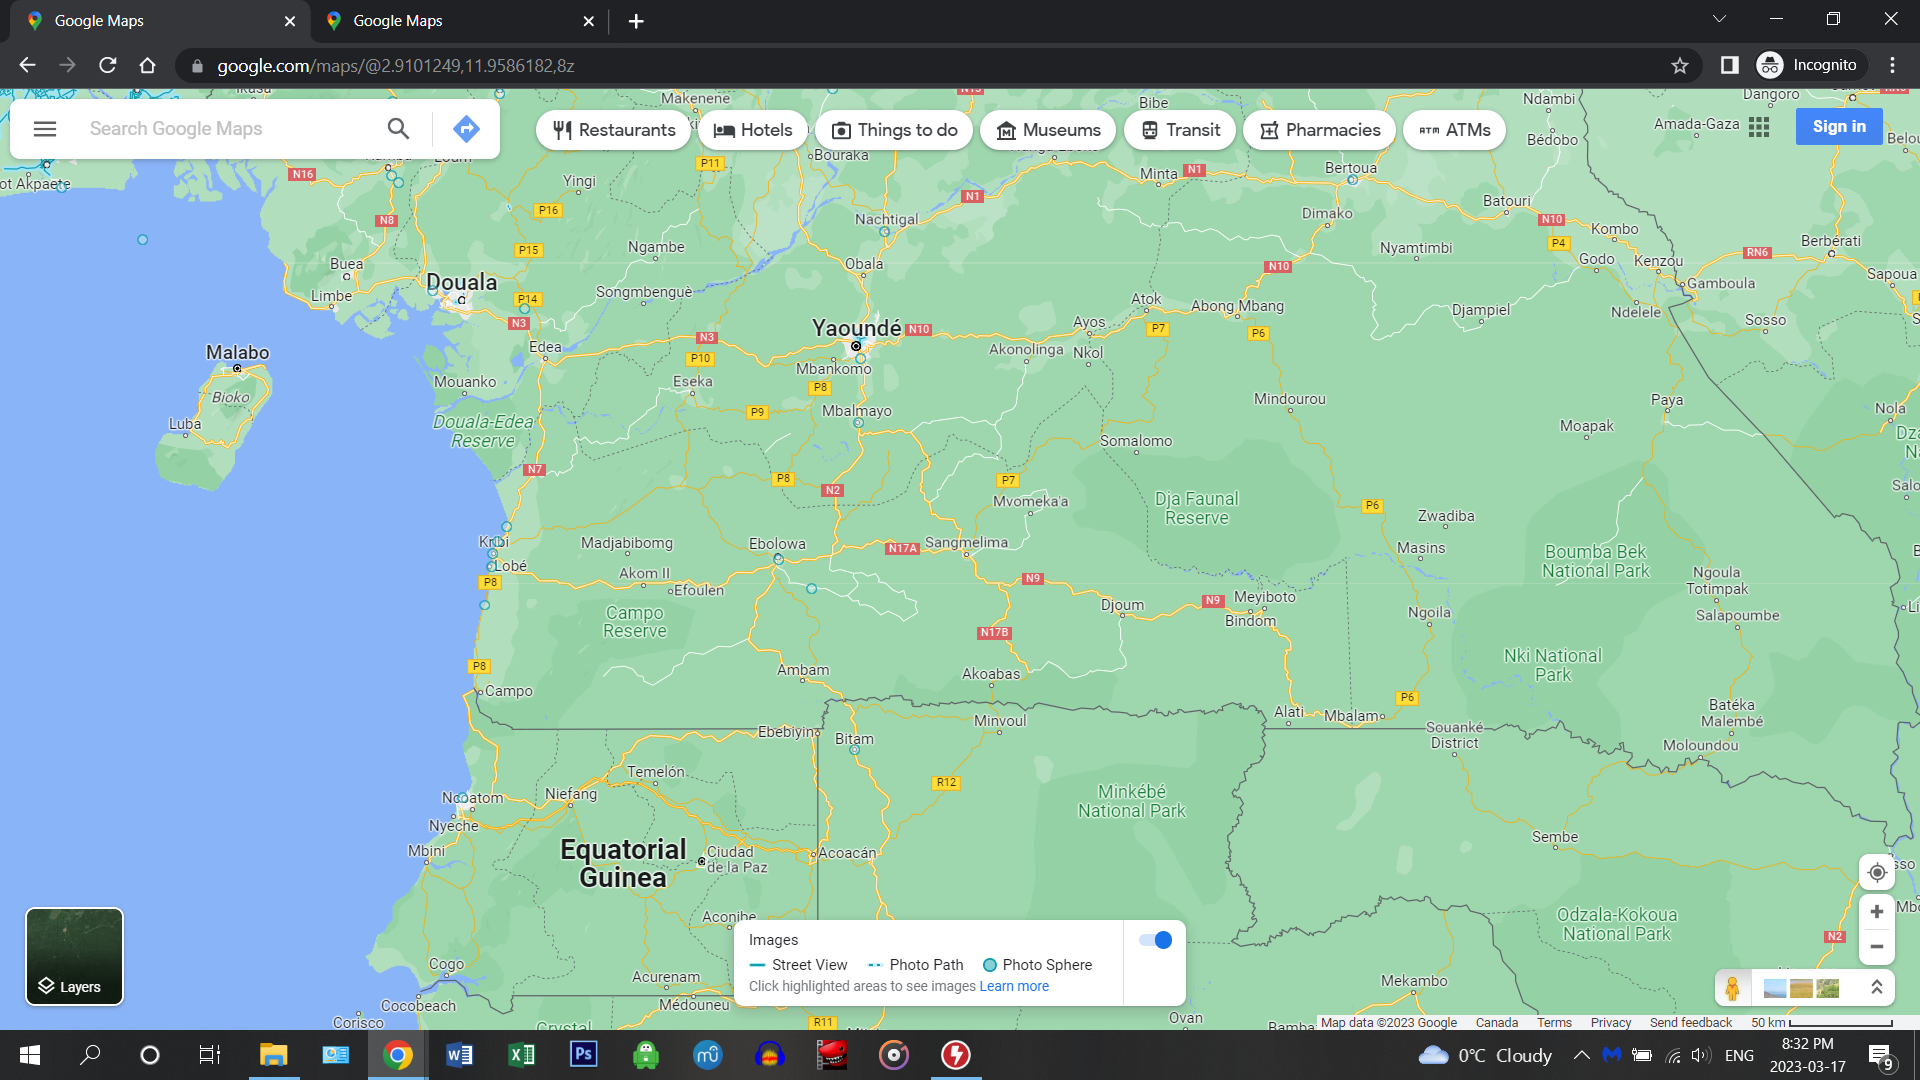 Google Maps
Google Maps
google.com/maps/@2.9101249,11.9586182,8z
Incognito
Search Google Maps
Restaurants
Hotels
Things to do
Museums
Transit
Pharmacies
ATMs
Sign in
Makenene
Bibe
Ndambi
Dangoro
Amada-Gaza
Bédobo
Bouraka
P11
N16
Yingi
Minta
N1
Bertoua
N1
P16
Batouri
N8
Nachtigal
Dimako
N10
Kombo
P4
Berbérati
P15
Ngambe
Nyamtimbi
RN6
Buea
Obala
N10
Godo
Kenzou
Sapoua
Douala
Limbe
P14
Songmbenguè
Atok
Abong Mbang
Djampiel
Gamboula
Ndelele
Sosso
N3
Yaoundé
N10
Ayos
P7
P6
N3
Edea
P10
Akonolinga
Nkol
Malabo
Mbankomo
Mouanko
Eseka
P8
Bioko
Mindourou
Paya
Nola
Luba
Douala-Edea
Reserve
P9
Mbalmayo
Moapak
Somalomo
N7
P8
N2
P7
Mvomeka'a
Dja Faunal
Reserve
P6
Zwadiba
Kribi
Madjabibomg
Ebolowa
N17A
Sangmelima
Masins
Boumba Bek
National Park
Lobé
P8
Akom II
Efoulen
N9
Ngoula
Totimpak
Campo
Reserve
Djoum
N9
Meyiboto
Bindom
Ngoila
Salapoumbe
N17B
P8
Ambam
Akoabas
Nki National
Park
Campo
P6
Alati
Mbalam
Batéka
Malembé
Ebebiyin
Bitam
Minvoul
Souanké
District
Moloundou
Temelón
Niefang
R12
Minkébé
National Park
Nyeche
Sembe
Mbini
Equatorial
Guinea
Ciudad
de la Paz
Acoacán
Aconibe
Odzala-Kokoua
National Park
N2
Images
Street View
Photo Path
Photo Sphere
Click highlighted areas to see images Learn more
Cogo
Acurenam
Mekambo
Layers
Cocobeach
Médouneu
Corisco
Crystal
R11
Ovan
Map data ©2023 Google
Canada
Terms
Privacy
Send feedback
50 km
0°C Cloudy
ENG
8:32 PM
2023-03-17
9